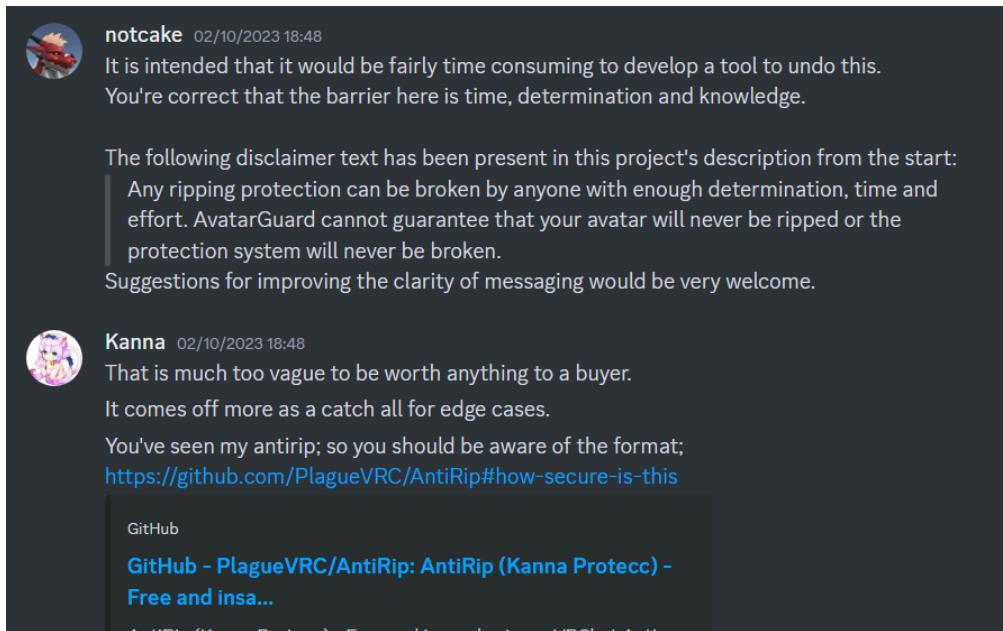 notcake 02/10/2023 18:48
It is intended that it would be fairly time consuming to develop a tool to undo this.
You're correct that the barrier here is time, determination and knowledge.
The following disclaimer text has been present in this project's description from the start:
Any ripping protection can be broken by anyone with enough determination, time and
effort. AvatarGuard cannot guarantee that your avatar will never be ripped or the
protection system will never be broken.
Suggestions for improving the clarity of messaging would be very welcome.
Kanna 02/10/2023 18:48
That is much too vague to be worth anything to a buyer.
It comes off more as a catch all for edge cases.
You've seen my antirip; so you should be aware of the format;
https://github.com/PlagueVRC/AntiRip#how-secure-is-this
GitHub
GitHub - PlagueVRC/AntiRip: AntiRip (Kanna Protecc) -
Free and insa...